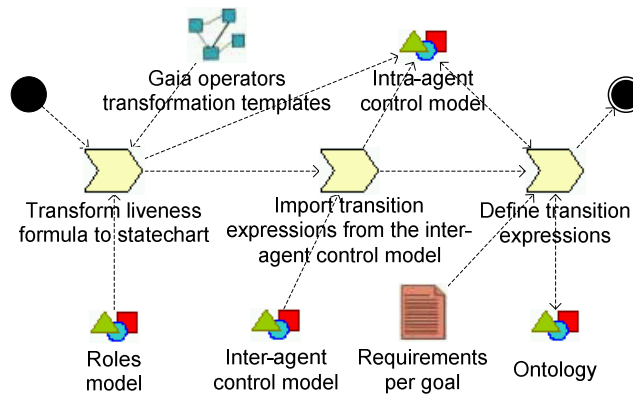 Gaia operators
transformation templates
Intra-agent
control model
Transform liveness
formula to statechart
Import transition
expressions from the inter-
agent control model
Define transition
expressions
Roles
model
Inter-agent
control model
Requirements
per goal
Ontology